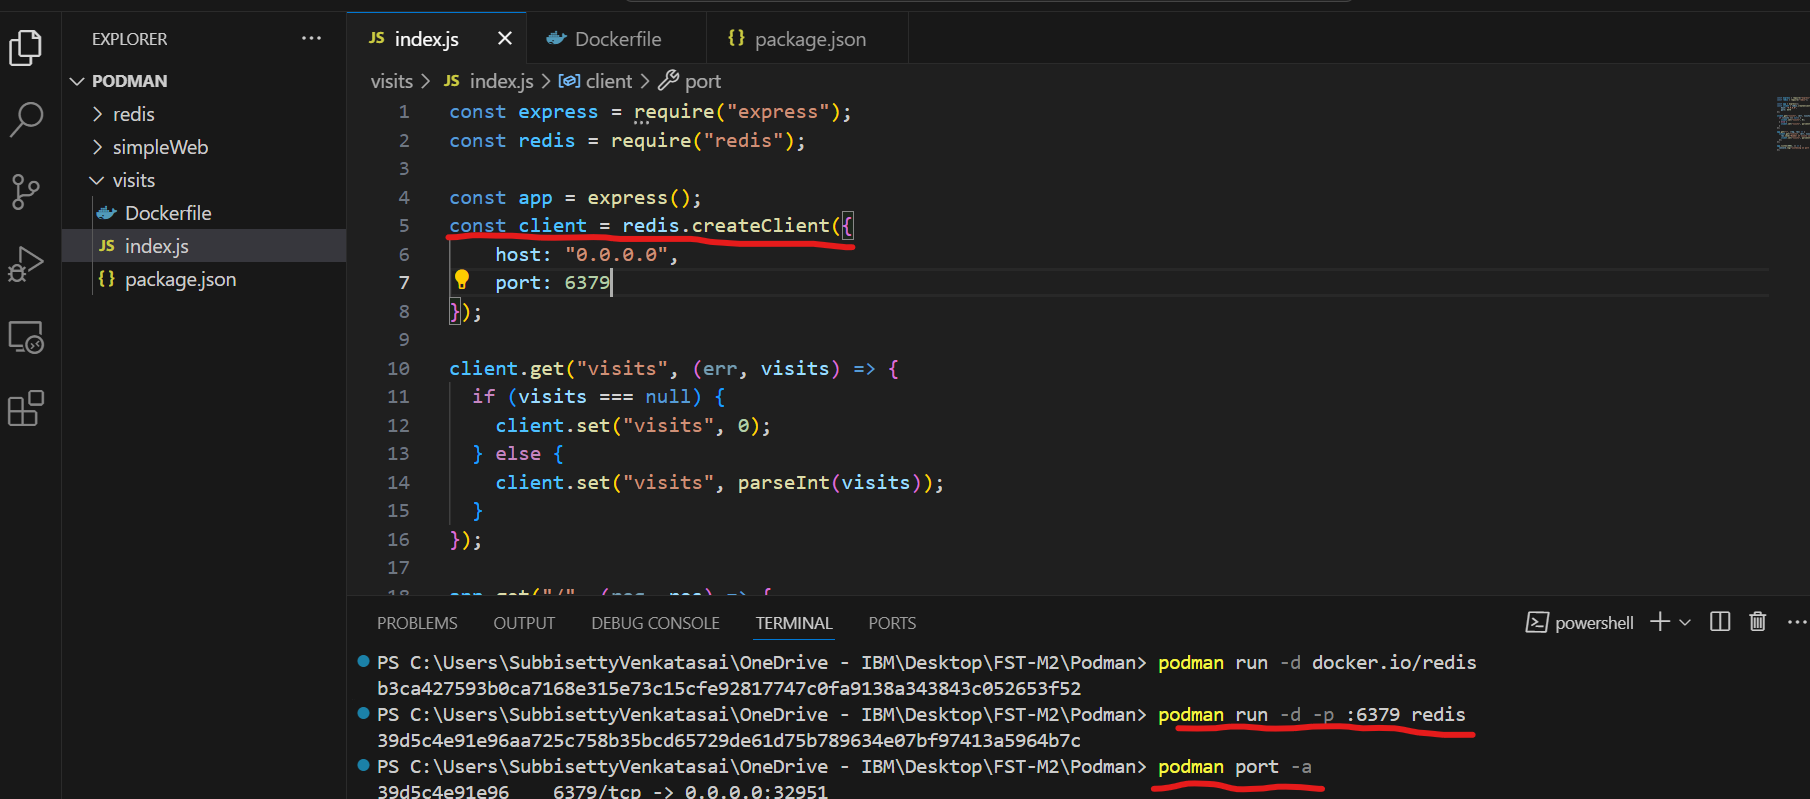 EXPLORER
PODMAN
redis
simpleWeb
visits
Dockerfile
JS index.js
{} package.json
JS index.js
Dockerfile
{} package.json
visits > JS index.js > client > port
1 const express = require("express");
2 const redis = require("redis");
3
4 const app = express();
5 const client = redis.createClient({
6 host: "0.0.0.0",
7 port: 6379
8 });
9
10 client.get("visits", (err, visits) => {
11 if (visits === null) {
12 client.set("visits", 0);
13 } else {
14 client.set("visits", parseInt(visits));
15 }
16 });
17
18 app.get("/", (req, res) => {
PROBLEMS OUTPUT DEBUG CONSOLE TERMINAL PORTS
powershell
PS C:\Users\SubbisettyVenkatasai\OneDrive - IBM\Desktop\FST-M2\Podman> podman run -d docker.io/redis
b3ca427593b0ca7168e315e73c15cfe92817747c0fa9138a343843c052653f52
PS C:\Users\SubbisettyVenkatasai\OneDrive - IBM\Desktop\FST-M2\Podman> podman run -d -p :6379 redis
39d5c4e91e96aa725c758b35bcd65729de61d75b789634e07bf97413a5964b7c
PS C:\Users\SubbisettyVenkatasai\OneDrive - IBM\Desktop\FST-M2\Podman> podman port -a
39d5c4e91e96 6379/tcp -> 0.0.0.0:32951